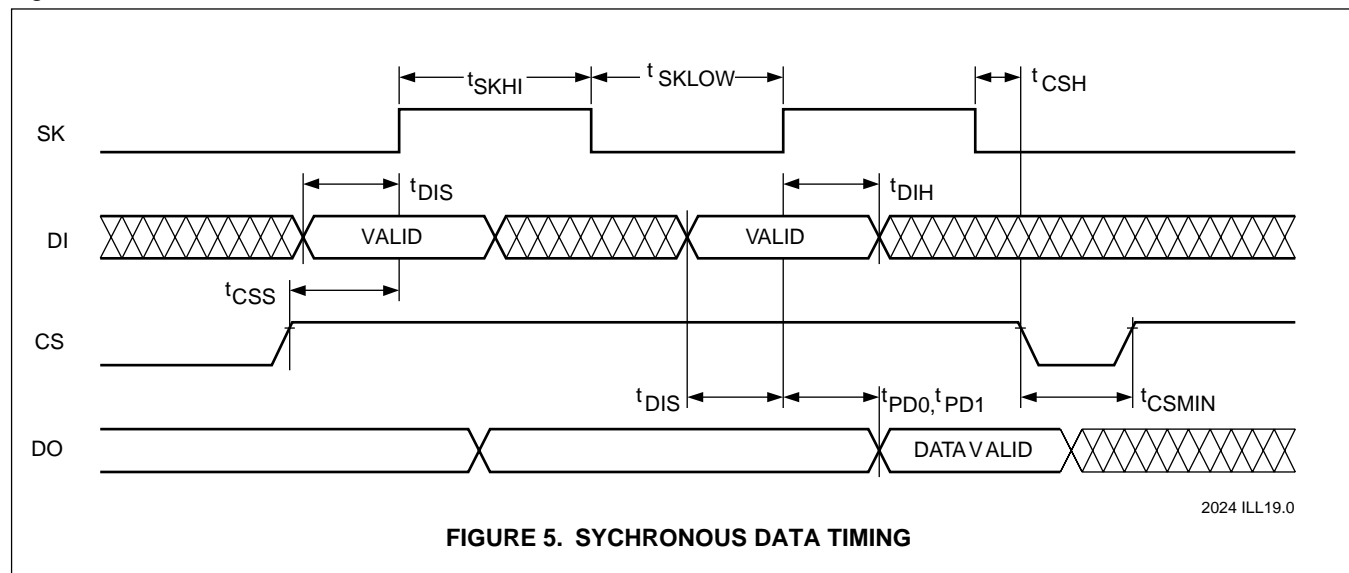 tSKHI
tSKLOW
tCSH
SK
tDIS
tDIH
DI
VALID
VALID
tCSS
CS
tDIS
tPD0,tPD1
tCSMIN
DO
DATA VALID
2024 ILL19.0
FIGURE 5. SYCHRONOUS DATA TIMING